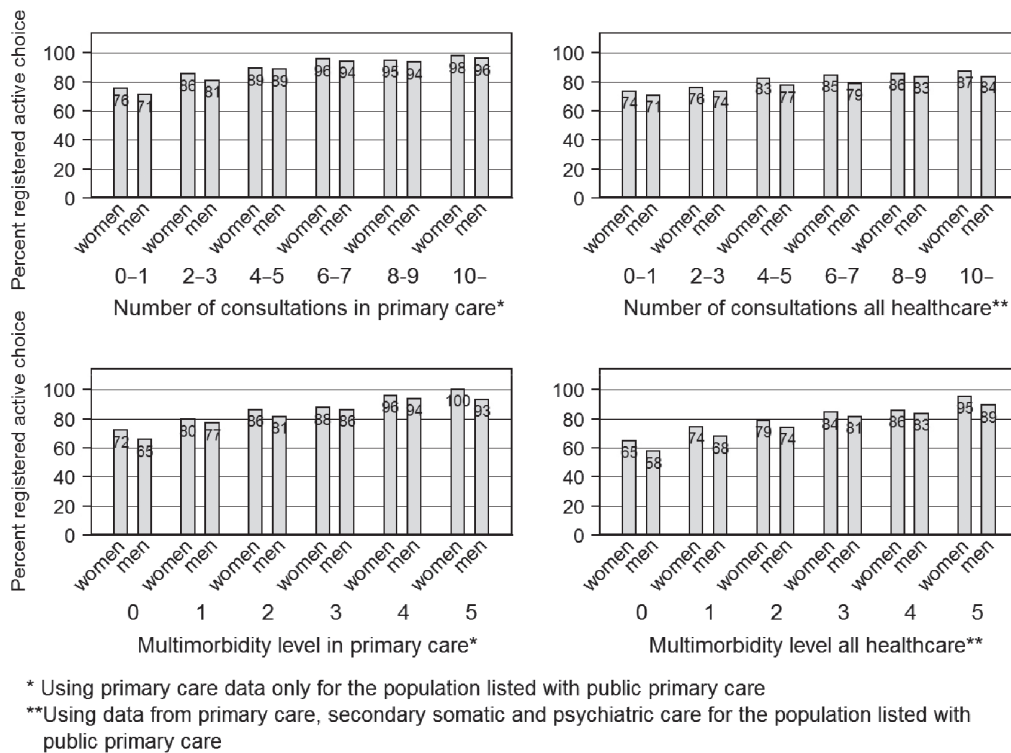 Percent registered active choice
100
80
60
40
20
0
76 71 86 81 89 89 96 94 95 94 98 96
women men women men women men women men women men women men
0–1 2–3 4–5 6–7 8–9 10–
Number of consultations in primary care*
100
80
60
40
20
0
74 71 76 74 83 77 85 79 86 83 87 84
women men women men women men women men women men women men
0–1 2–3 4–5 6–7 8–9 10–
Number of consultations all healthcare**
Percent registered active choice
100
80
60
40
20
0
72 65 80 77 86 81 88 86 96 94 100 93
women men women men women men women men women men women men
0 1 2 3 4 5
Multimorbidity level in primary care*
100
80
60
40
20
0
65 58 74 68 79 74 84 81 86 83 95 89
women men women men women men women men women men women men
0 1 2 3 4 5
Multimorbidity level all healthcare**
* Using primary care data only for the population listed with public primary care
**Using data from primary care, secondary somatic and psychiatric care for the population listed with
public primary care